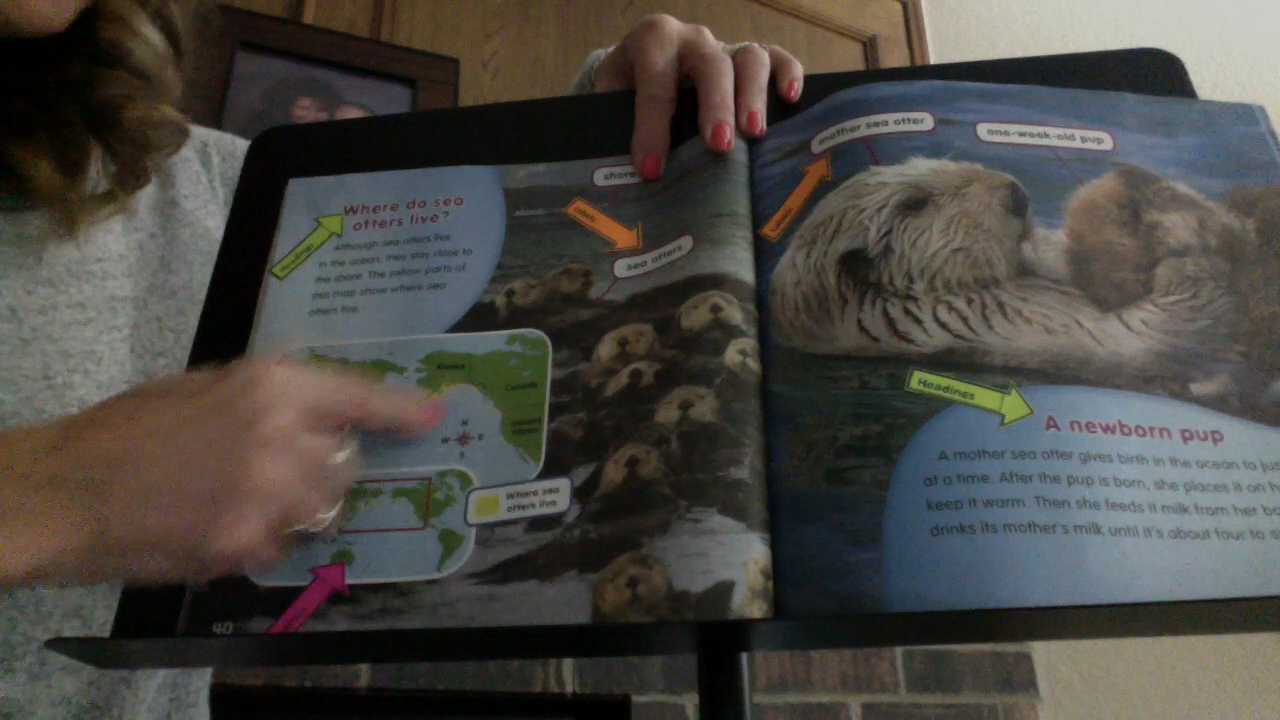 Where do sea
otters live?
Headings
Although sea otters live
in the ocean, they stay close to
the shore. The yellow parts of
this map show where sea
otters live.
shore
Labels
sea otters
Alaska
Canada
N
W E
S
Where sea
otters live
40
mother sea otter
one-week-old pup
Labels
Headings
A newborn pup
A mother sea otter gives birth in the ocean to
at a time. After the pup is born, she places it on
keep it warm. Then she feeds it milk from her
drinks its mother's milk until it's about four to